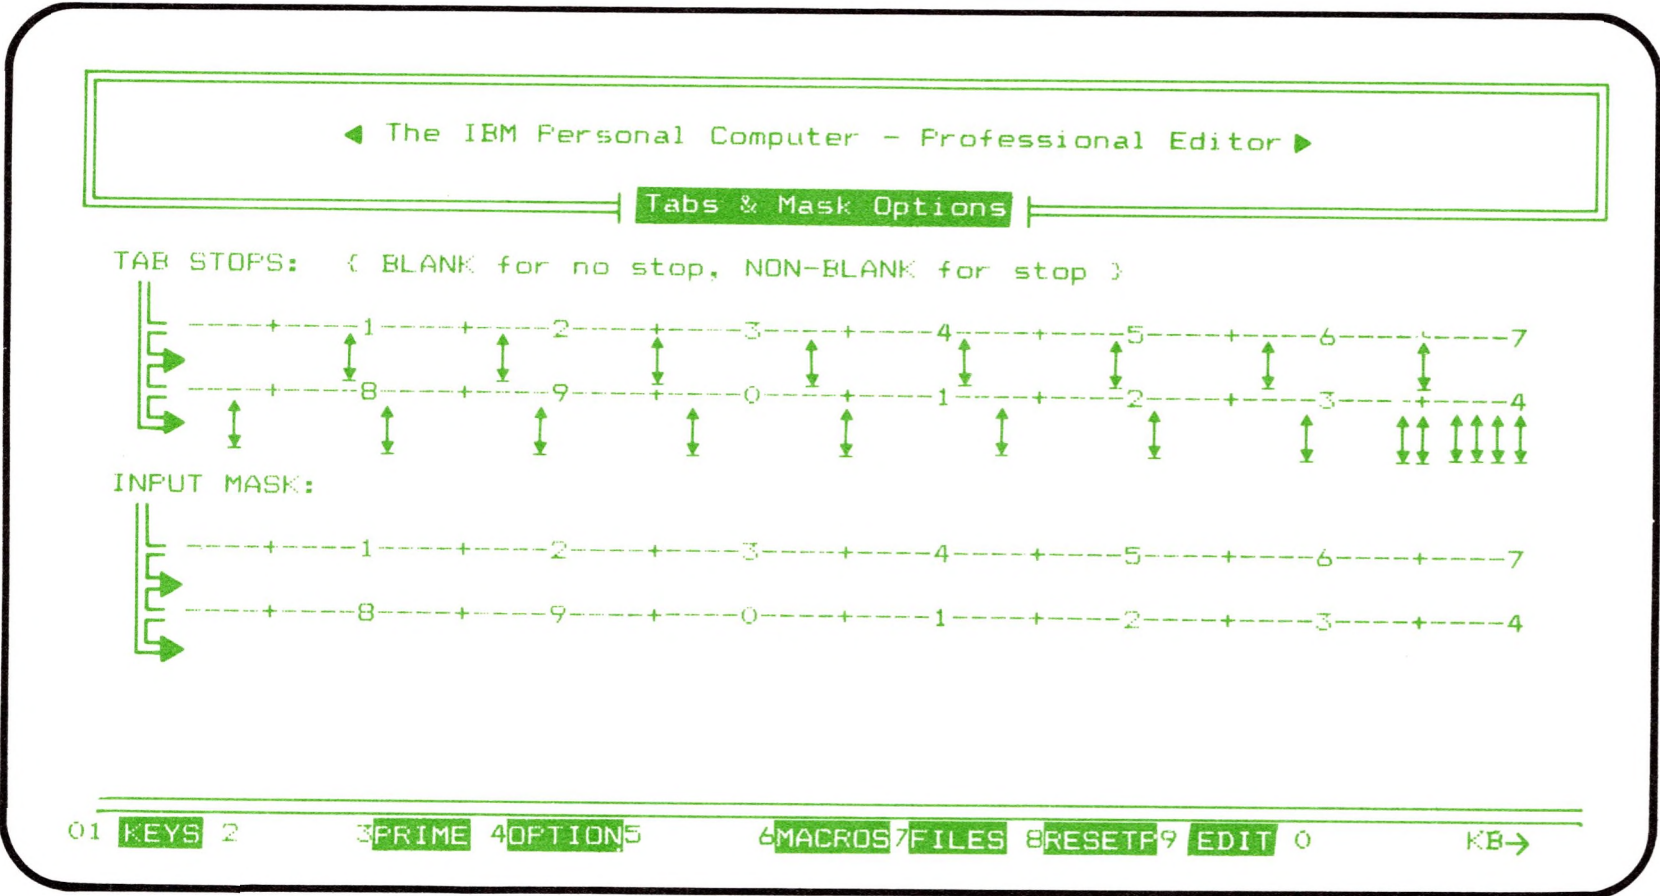 ◄ The IBM Personal Computer - Professional Editor ►
Tabs & Mask Options
TAB STOPS: { BLANK for no stop, NON-BLANK for stop }
----+----1----+----2----+----3----+----4----+----5----+----6----+----7
----+----8----+----9----+----0----+----1----+----2----+----3----+----4
INPUT MASK:
----+----1----+----2----+----3----+----4----+----5----+----6----+----7
----+----8----+----9----+----0----+----1----+----2----+----3----+----4
01 KEYS 2 3PRIME 4OPTION5 6MACROS7FILES 8RESETP9 EDIT 0 KB→